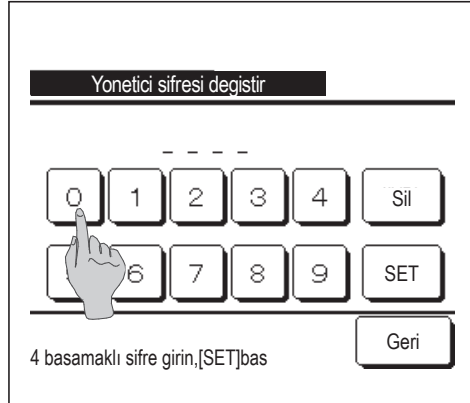 Yonetici sifresi degistir
_ _ _ _
0 1 2 3 4 Sil
6 7 8 9 SET
Geri
4 basamaklı sifre girin,[SET]bas